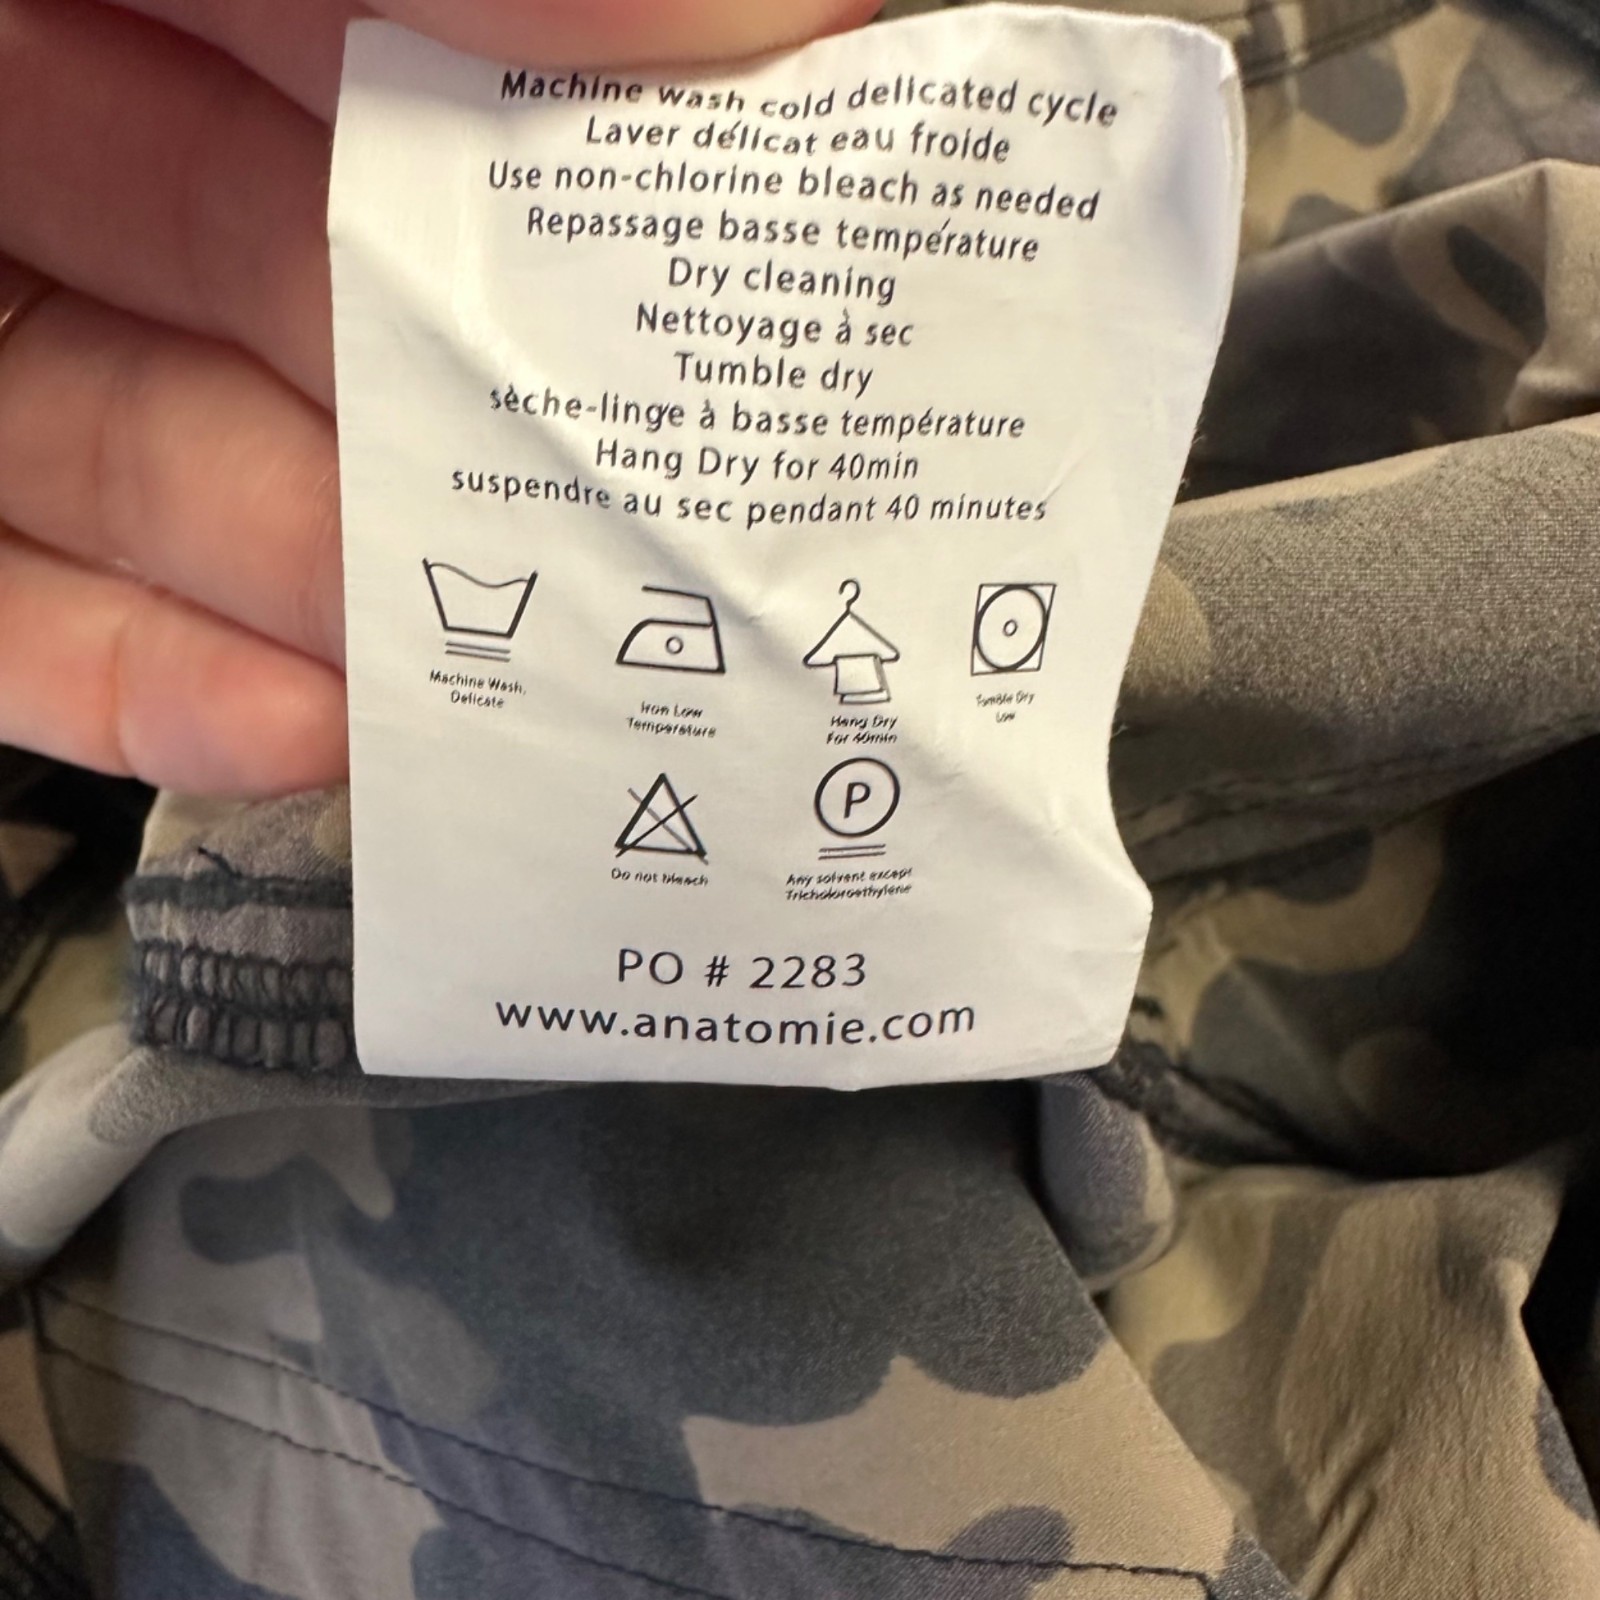 Machine wash cold delicated cycle
Laver délicat eau froide
Use non-chlorine bleach as needed
Repassage basse température
Dry cleaning
Nettoyage à sec
Tumble dry
sèche-linge à basse température
Hang Dry for 40min
suspendre au sec pendant 40 minutes
Machine Wash,
Delicate
Iron Low
Temperature
Hang Dry
For 40min
Tumble Dry
Low
Do not bleach
P
Any solvent except
Tricholoroethylene
PO # 2283
www.anatomie.com